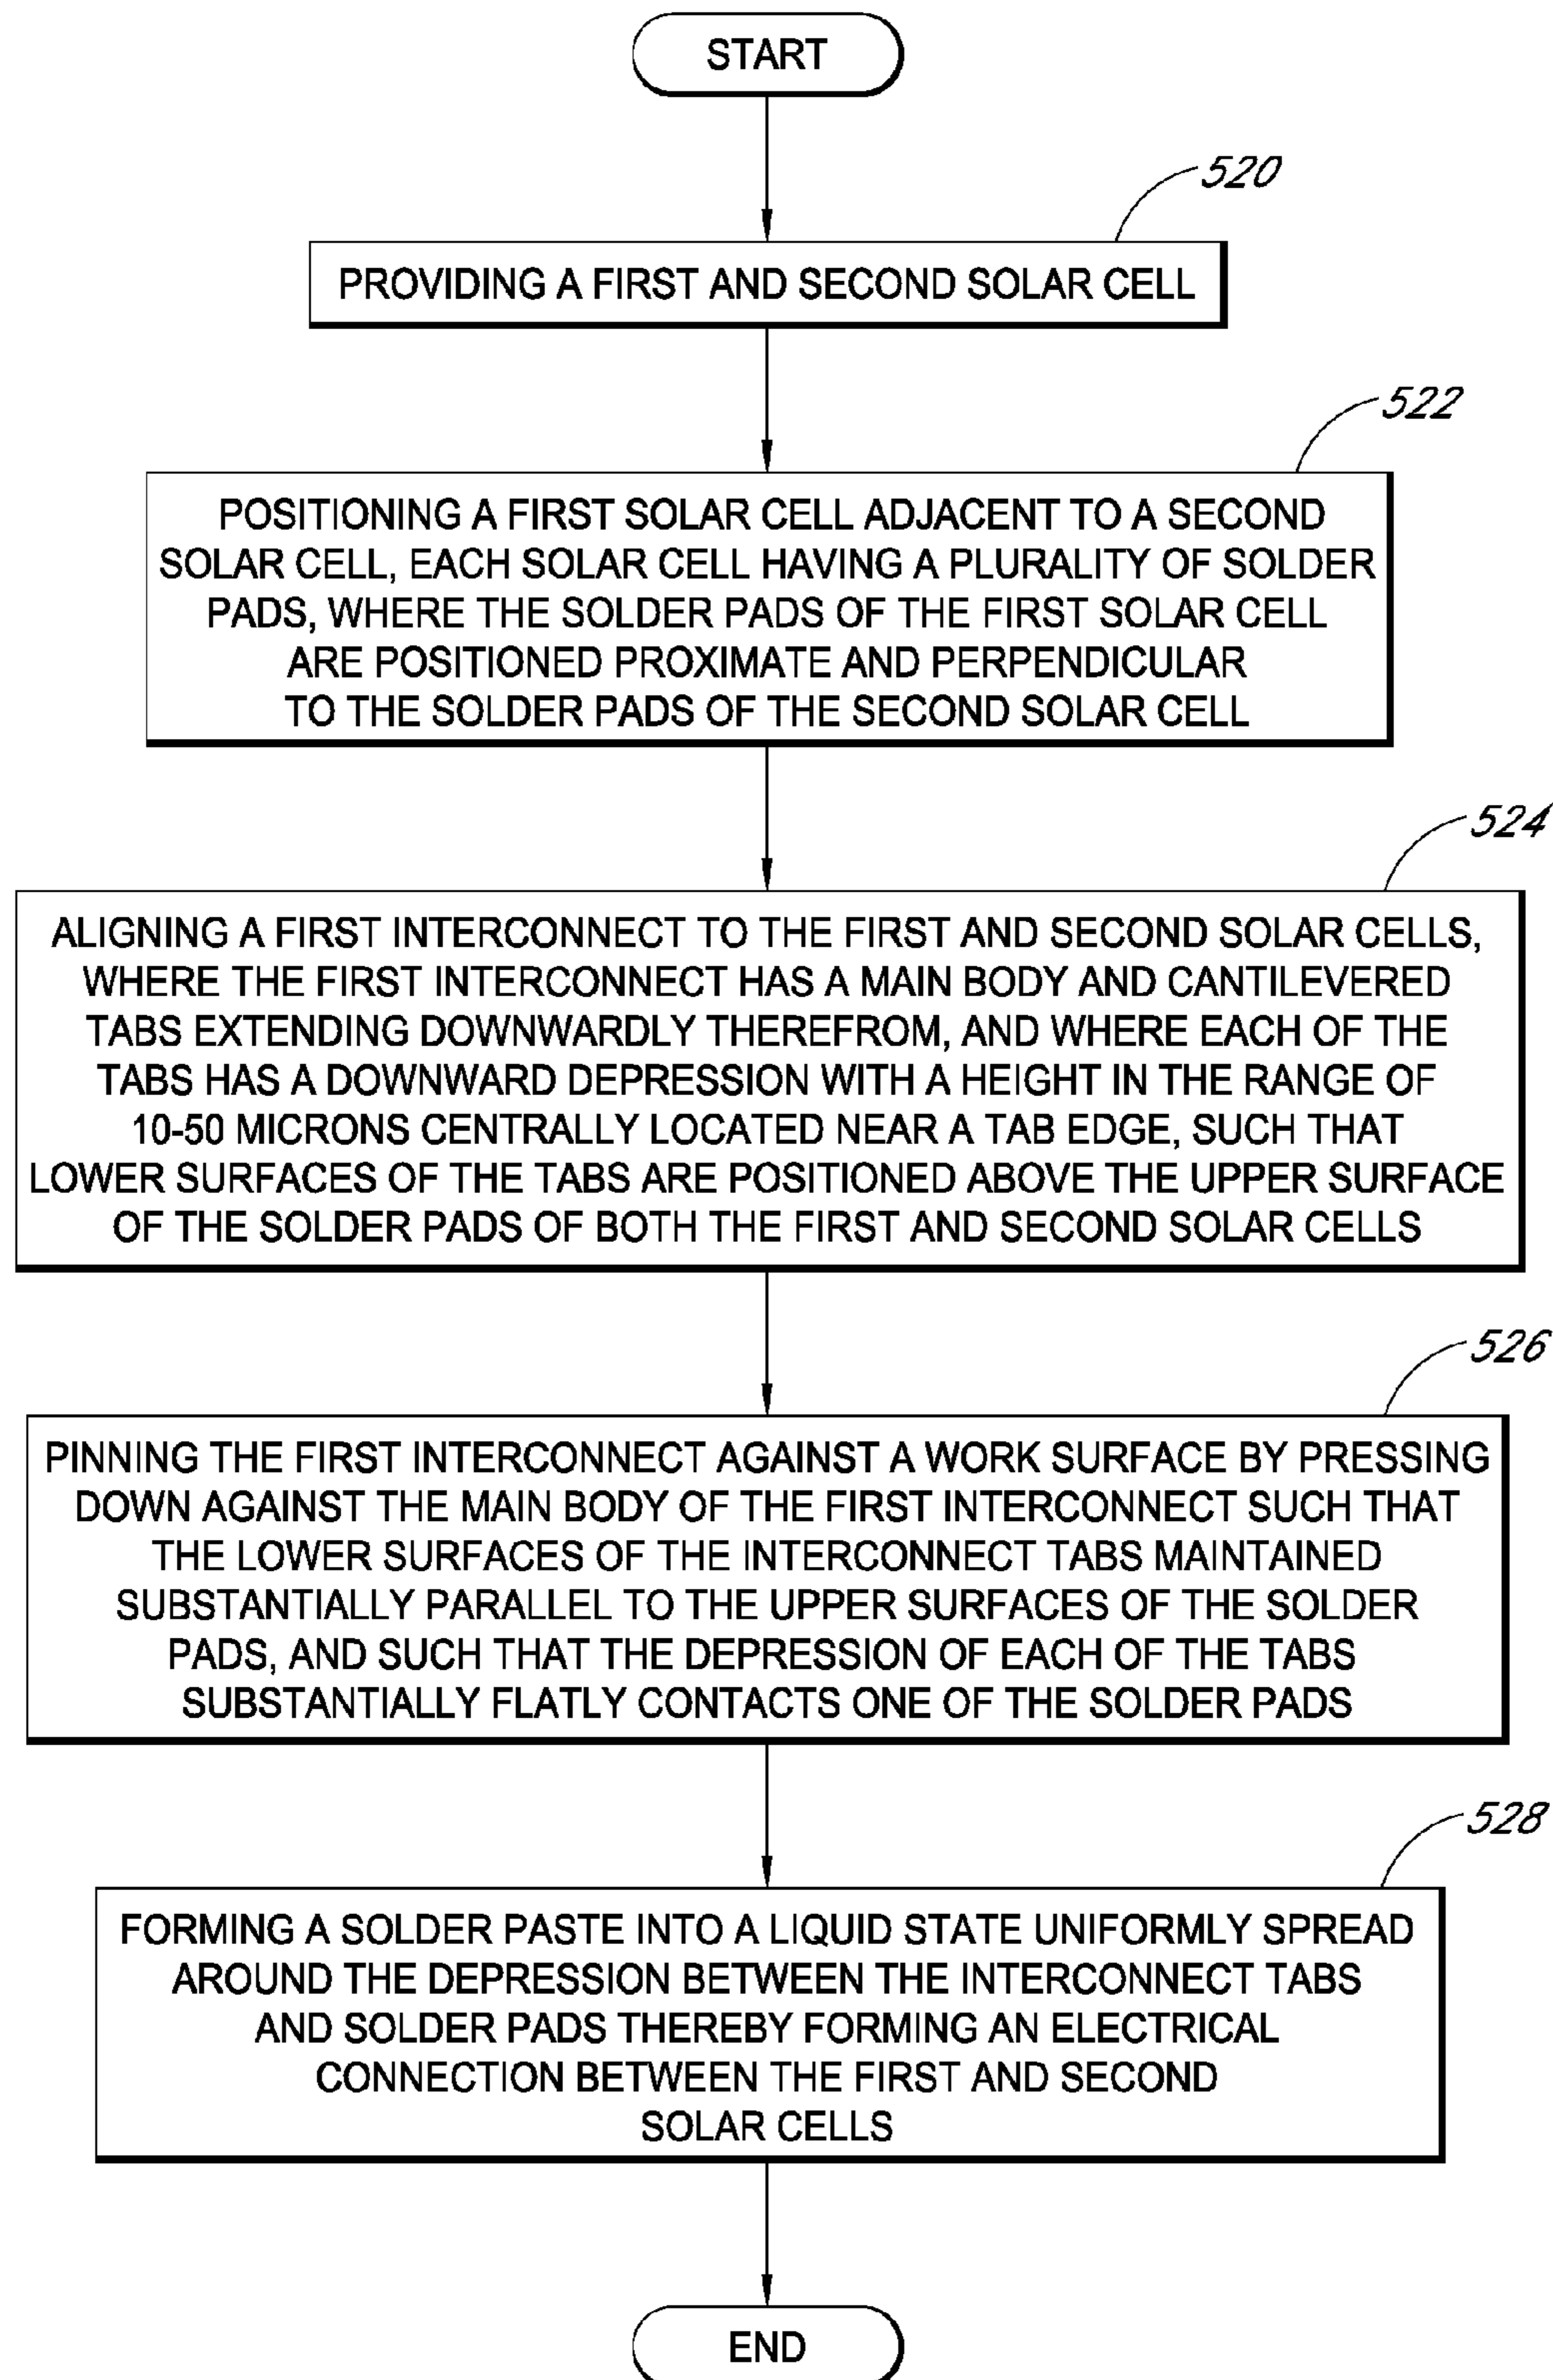 START
520
PROVIDING A FIRST AND SECOND SOLAR CELL
522
POSITIONING A FIRST SOLAR CELL ADJACENT TO A SECOND
SOLAR CELL, EACH SOLAR CELL HAVING A PLURALITY OF SOLDER
PADS, WHERE THE SOLDER PADS OF THE FIRST SOLAR CELL
ARE POSITIONED PROXIMATE AND PERPENDICULAR
TO THE SOLDER PADS OF THE SECOND SOLAR CELL
524
ALIGNING A FIRST INTERCONNECT TO THE FIRST AND SECOND SOLAR CELLS,
WHERE THE FIRST INTERCONNECT HAS A MAIN BODY AND CANTILEVERED
TABS EXTENDING DOWNWARDLY THEREFROM, AND WHERE EACH OF THE
TABS HAS A DOWNWARD DEPRESSION WITH A HEIGHT IN THE RANGE OF
10-50 MICRONS CENTRALLY LOCATED NEAR A TAB EDGE, SUCH THAT
LOWER SURFACES OF THE TABS ARE POSITIONED ABOVE THE UPPER SURFACE
OF THE SOLDER PADS OF BOTH THE FIRST AND SECOND SOLAR CELLS
526
PINNING THE FIRST INTERCONNECT AGAINST A WORK SURFACE BY PRESSING
DOWN AGAINST THE MAIN BODY OF THE FIRST INTERCONNECT SUCH THAT
THE LOWER SURFACES OF THE INTERCONNECT TABS MAINTAINED
SUBSTANTIALLY PARALLEL TO THE UPPER SURFACES OF THE SOLDER
PADS, AND SUCH THAT THE DEPRESSION OF EACH OF THE TABS
SUBSTANTIALLY FLATLY CONTACTS ONE OF THE SOLDER PADS
528
FORMING A SOLDER PASTE INTO A LIQUID STATE UNIFORMLY SPREAD
AROUND THE DEPRESSION BETWEEN THE INTERCONNECT TABS
AND SOLDER PADS THEREBY FORMING AN ELECTRICAL
CONNECTION BETWEEN THE FIRST AND SECOND
SOLAR CELLS
END